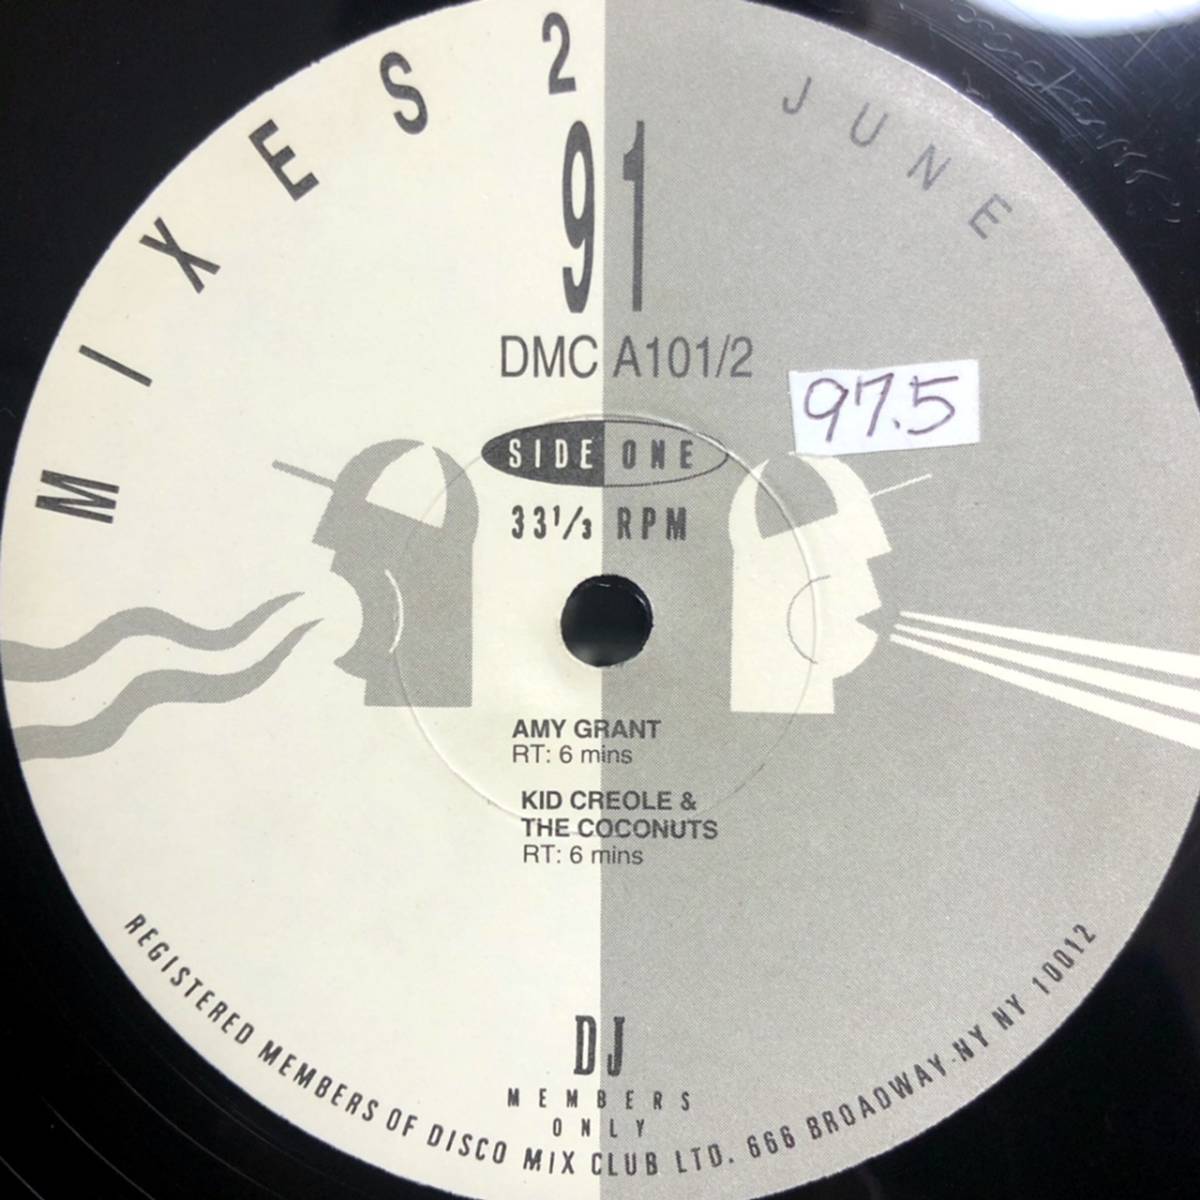 MIXES 2
JUNE
91
DMC A101/2
97.5
SIDE ONE
33 1/3 RPM
AMY GRANT
RT: 6 mins
KID CREOLE &
THE COCONUTS
RT: 6 mins
DJ
MEMBERS
ONLY
REGISTERED MEMBERS OF DISCO MIX CLUB LTD. 666 BROADWAY·NY NY 10012